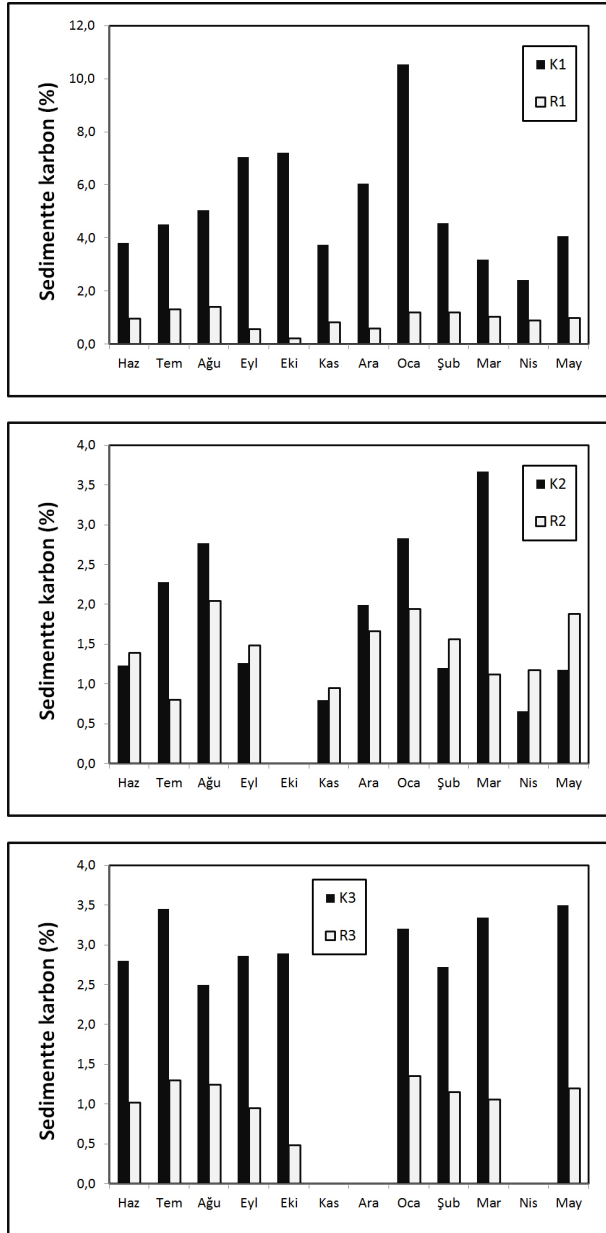 Sedimentte karbon (%)
12,0
10,0
8,0
6,0
4,0
2,0
0,0
K1
R1
Haz Tem Ağu Eyl Eki Kas Ara Oca Şub Mar Nis May
Sedimentte karbon (%)
4,0
3,5
3,0
2,5
2,0
1,5
1,0
0,5
0,0
K2
R2
Haz Tem Ağu Eyl Eki Kas Ara Oca Şub Mar Nis May
Sedimentte karbon (%)
4,0
3,5
3,0
2,5
2,0
1,5
1,0
0,5
0,0
K3
R3
Haz Tem Ağu Eyl Eki Kas Ara Oca Şub Mar Nis May